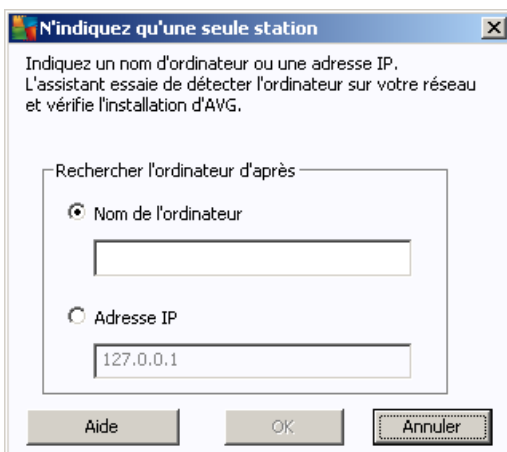 N'indiquez qu'une seule station
Indiquez un nom d'ordinateur ou une adresse IP.
L'assistant essaie de détecter l'ordinateur sur votre réseau
et vérifie l'installation d'AVG.
Rechercher l'ordinateur d'après
Nom de l'ordinateur
Adresse IP
127.0.0.1
Aide
OK
Annuler